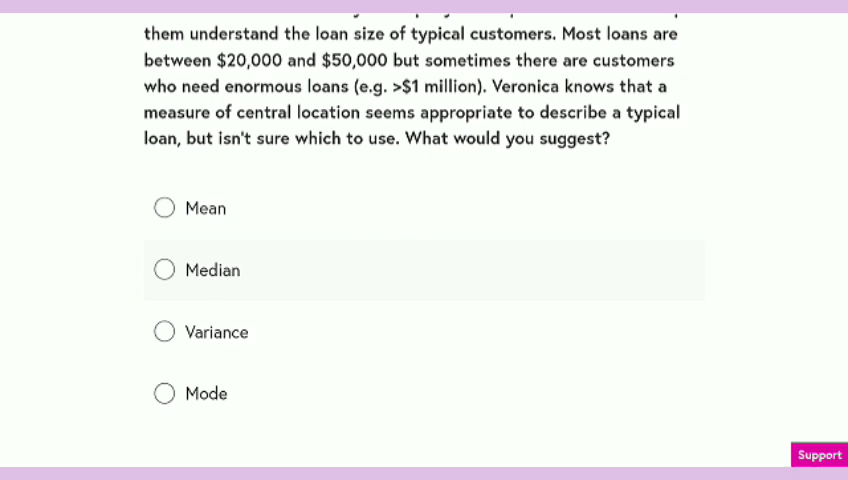 them understand the loan size of typical customers. Most loans are
between $20,000 and $50,000 but sometimes there are customers
who need enormous loans (e.g. >$1 million). Veronica knows that a
measure of central location seems appropriate to describe a typical
loan, but isn't sure which to use. What would you suggest?
Mean
Median
Variance
Mode
Support